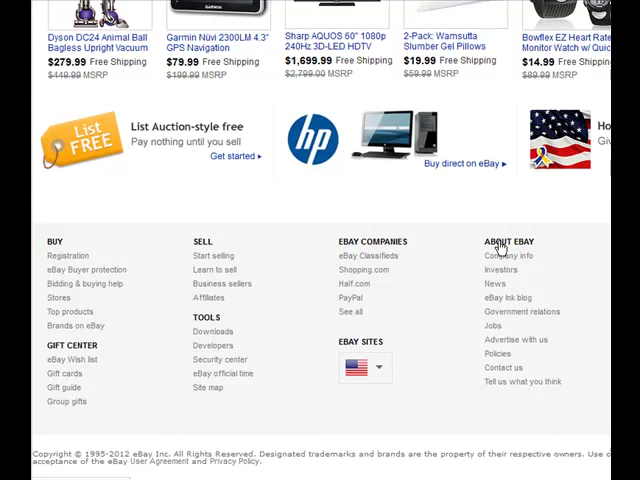 Dyson DC24 Animal Ball
Bagless Upright Vacuum
$279.99 Free Shipping
$449.99 MSRP
GARMIN
Garmin Nüvi 2300LM 4.3"
GPS Navigation
$79.99 Free Shipping
$199.99 MSRP
Sharp AQUOS 60" 1080p
240Hz 3D-LED HDTV
$1,699.99 Free Shipping
$2,799.00 MSRP
2-Pack: Wamsutta
Slumber Gel Pillows
$19.99 Free Shipping
$59.99 MSRP
Bowflex EZ Heart Rate
Monitor Watch w/ Quic
$14.99 Free Shipping
$89.99 MSRP
List
FREE
List Auction-style free
Pay nothing until you sell
Get started
hp
Buy direct on eBay
Ho
Giv
BUY
Registration
eBay Buyer protection
Bidding & buying help
Stores
Top products
Brands on eBay
GIFT CENTER
eBay Wish list
Gift cards
Gift guide
Group gifts
SELL
Start selling
Learn to sell
Business sellers
Affiliates
TOOLS
Downloads
Developers
Security center
eBay official time
Site map
EBAY COMPANIES
eBay Classifieds
Shopping.com
Half.com
PayPal
See all
EBAY SITES
ABOUT EBAY
Company info
Investors
News
eBay Ink blog
Government relations
Jobs
Advertise with us
Policies
Contact us
Tell us what you think
Copyright © 1995-2012 eBay Inc. All Rights Reserved. Designated trademarks and brands are the property of their respective owners. Use o
acceptance of the eBay User Agreement and Privacy Policy.